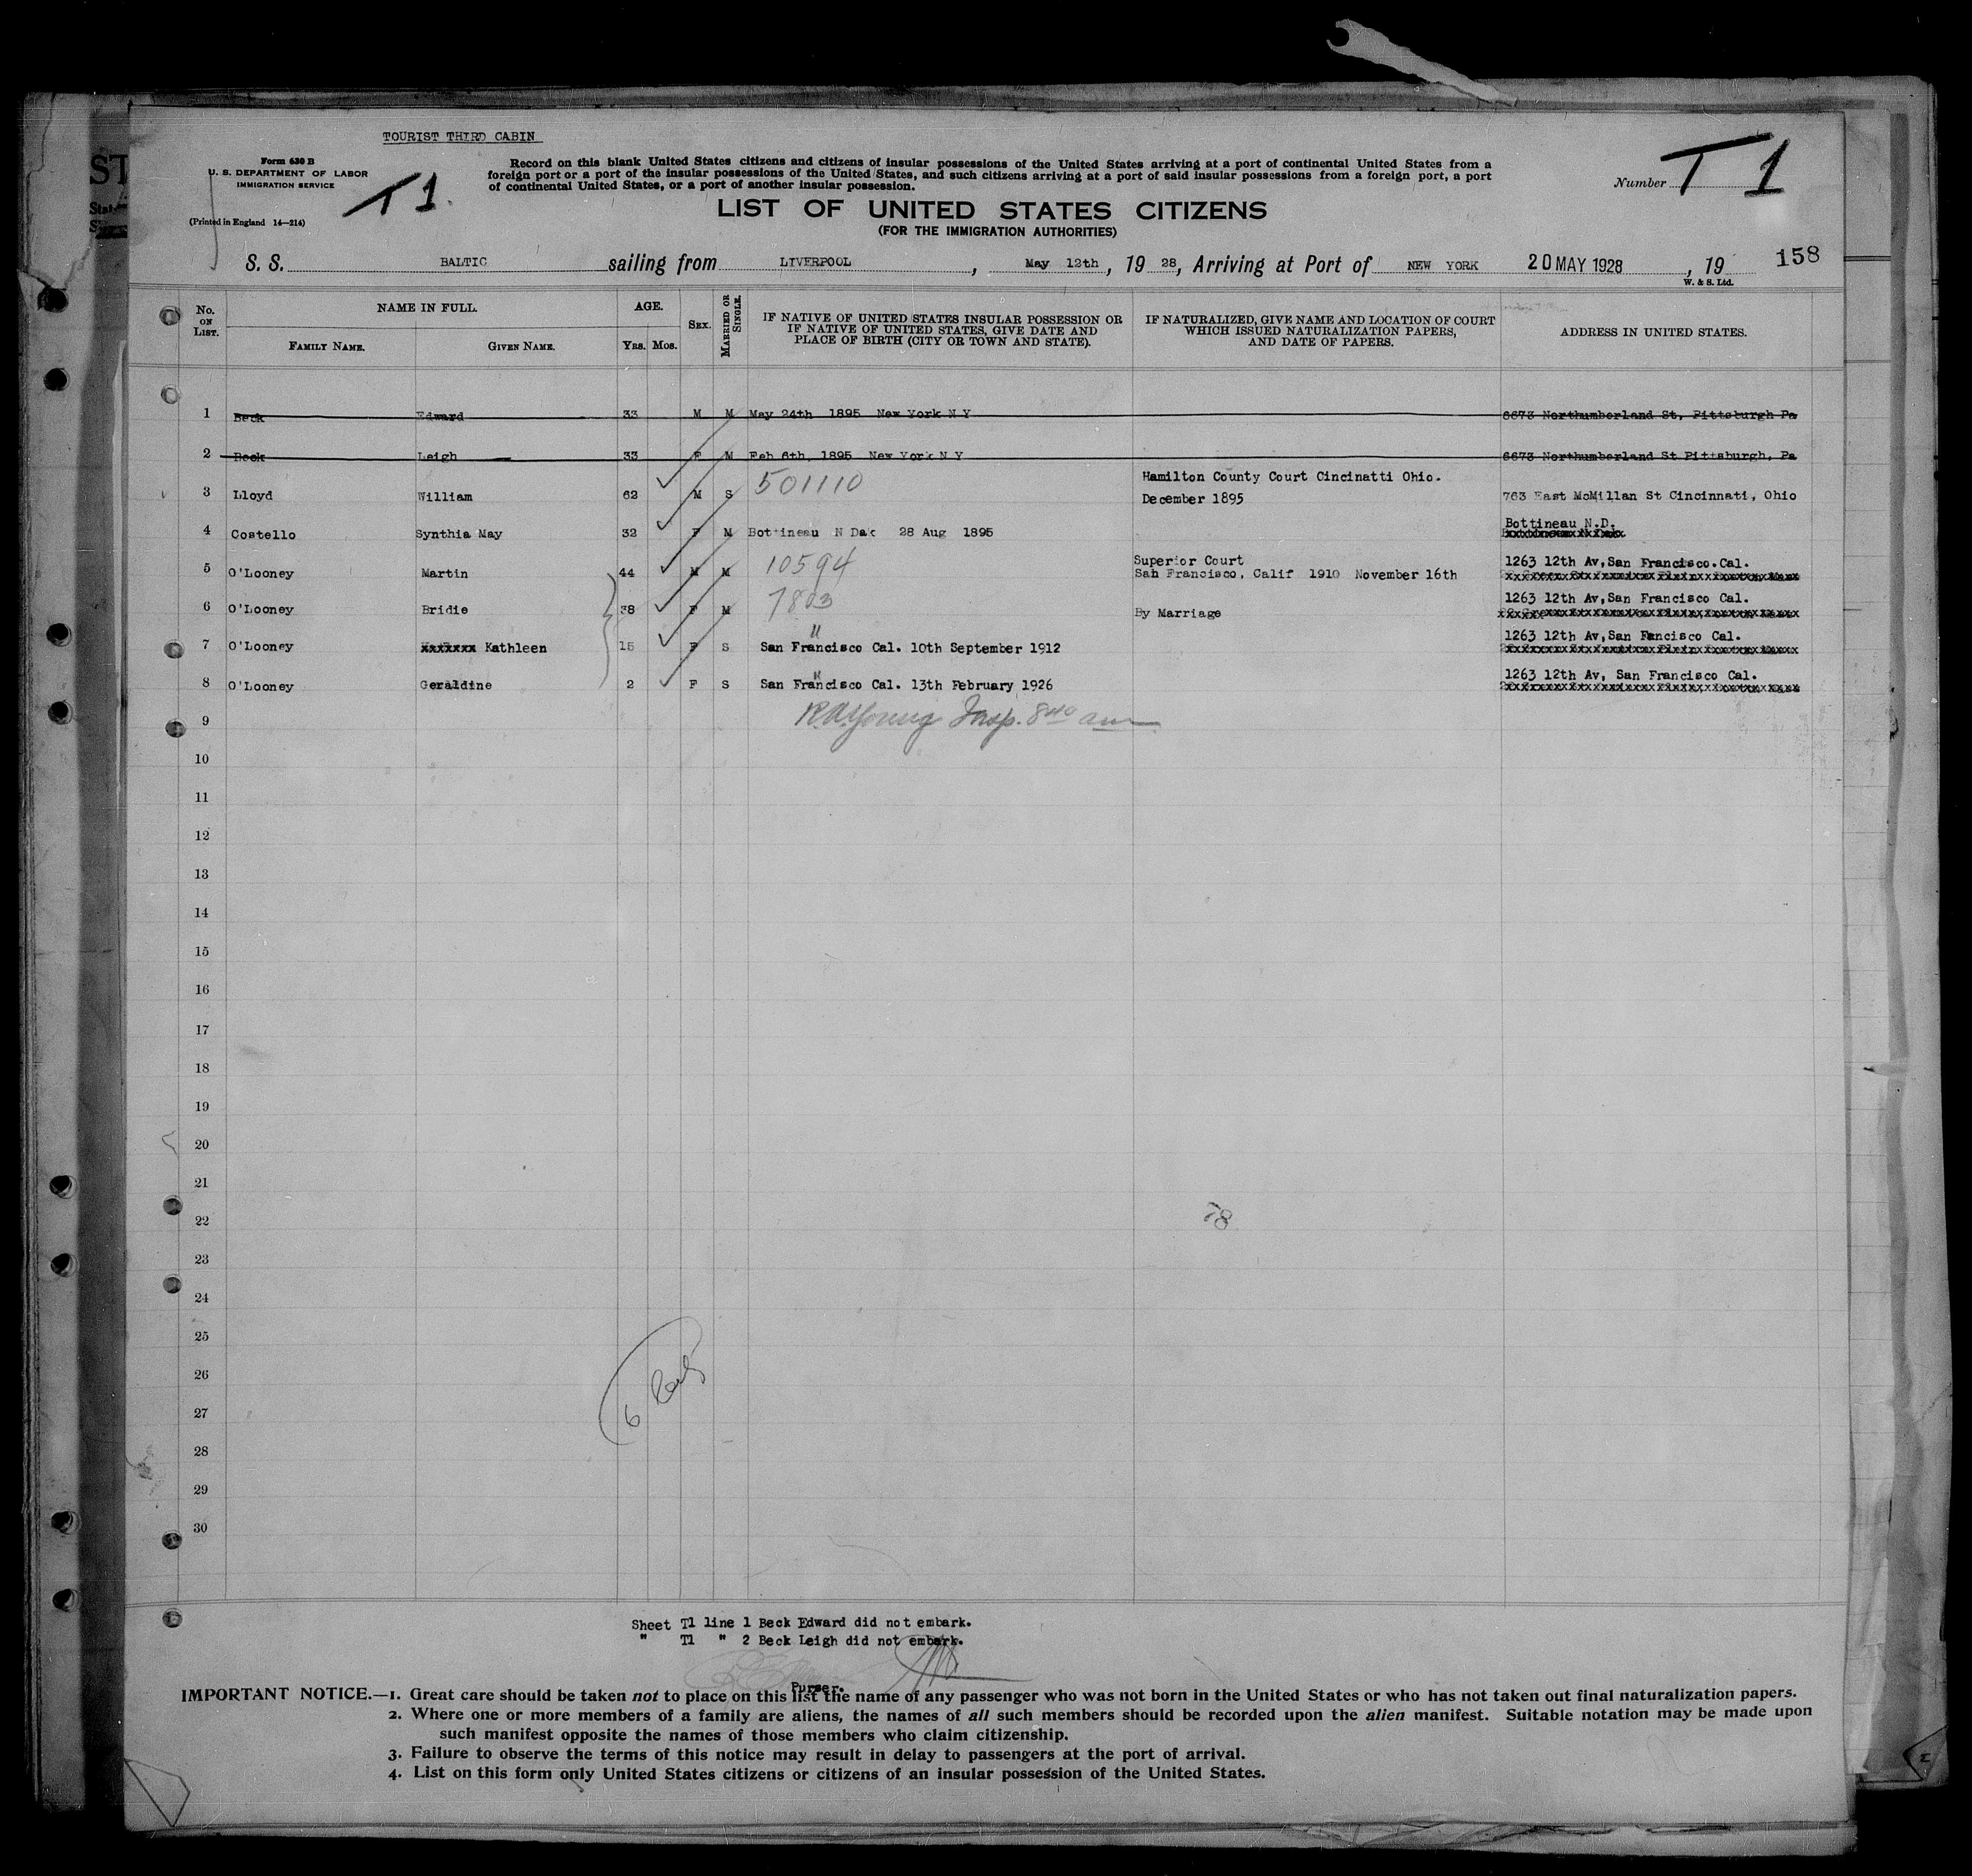 TOURIST THIRD CABIN
Form 630 B
U. S. DEPARTMENT OF LABOR
IMMIGRATION SERVICE
(Printed in England 14—214)
T1.
Record on this blank United States citizens and citizens of insular possessions of the United States arriving at a port of continental United States from a
foreign port or a port of the insular possessions of the United States, and such citizens arriving at a port of said insular possessions from a foreign port, a port
of continental United States, or a port of another insular possession.
Number T 1
LIST OF UNITED STATES CITIZENS
(FOR THE IMMIGRATION AUTHORITIES)
S. S. BALTIC sailing from LIVERPOOL, May 12th, 19 28, Arriving at Port of NEW YORK 20 MAY 1928, 19
158
W. & S. Ltd.
No. ON LIST. NAME IN FULL. AGE. SEX. MARRIED OR SINGLE. IF NATIVE OF UNITED STATES INSULAR POSSESSION OR IF NATIVE OF UNITED STATES, GIVE DATE AND PLACE OF BIRTH (CITY OR TOWN AND STATE). IF NATURALIZED, GIVE NAME AND LOCATION OF COURT WHICH ISSUED NATURALIZATION PAPERS, AND DATE OF PAPERS. ADDRESS IN UNITED STATES.
FAMILY NAME. GIVEN NAME. YRS. MOS.
1 Beck Edward 33 M M May 24th 1895 New York N Y 6673 Northumberland St, Pittsburgh Pa
2 Beck Leigh 33 F M Feb 6th, 1895 New York N Y 6673 Northumberland St Pittsburgh, Pa
501110 Hamilton County Court Cincinatti Ohio.
3 Lloyd William 62 M S December 1895 763 East McMillan St Cincinnati, Ohio
Bottineau N.D.
4 Costello Synthia May 32 F M Bottineau N Dak 28 Aug 1895
10594 Superior Court 1263 12th Av,San Francisco.Cal.
5 O'Looney Martin 44 M M San Francisco, Calif 1910 November 16th
7803 1263 12th Av,San Francisco Cal.
6 O'Looney Bridie 38 F M By Marriage
" 1263 12th Av,San Fancisco Cal.
7 O'Looney xxxxxxx Kathleen 15 F S San Francisco Cal. 10th September 1912
" 1263 12th Av, San Francisco Cal.
8 O'Looney Geraldine 2 F S San Francisco Cal. 13th February 1926
9 R.A. Young Insp. 8 40 am
10
11
12
13
14
15
16
17
18
19
20
21
22
23
24
25
26
27
28
29
30
6
Sheet T1 line 1 Beck Edward did not embark.
" T1 " 2 Beck Leigh did not embark.
Purser.
IMPORTANT NOTICE.—1. Great care should be taken not to place on this list the name of any passenger who was not born in the United States or who has not taken out final naturalization papers.
2. Where one or more members of a family are aliens, the names of all such members should be recorded upon the alien manifest. Suitable notation may be made upon
such manifest opposite the names of those members who claim citizenship.
3. Failure to observe the terms of this notice may result in delay to passengers at the port of arrival.
4. List on this form only United States citizens or citizens of an insular possession of the United States.